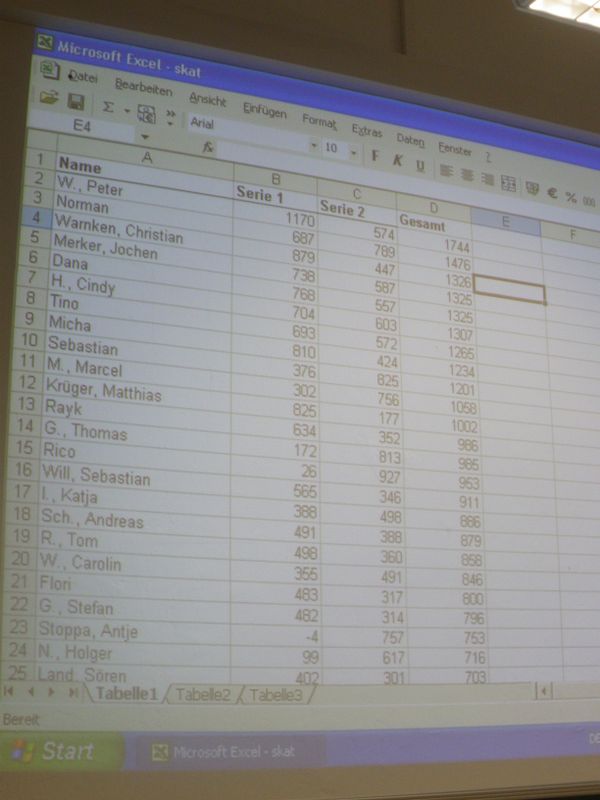 Microsoft Excel - skat
Datei Bearbeiten Ansicht Einfügen Format Extras Daten Fenster ?
Σ » Arial 10 F K U € % 000
E4 fx
A B C D E F
1 Name Serie 1 Serie 2 Gesamt
2 W., Peter 1170 574 1744
3 Norman 687 789 1476
4 Warnken, Christian 879 447 1326
5 Merker, Jochen 738 587 1325
6 Dana 768 557 1325
7 H., Cindy 704 603 1307
8 Tino 693 572 1265
9 Micha 810 424 1234
10 Sebastian 376 825 1201
11 M., Marcel 302 756 1058
12 Krüger, Matthias 825 177 1002
13 Rayk 634 352 986
14 G., Thomas 172 813 985
15 Rico 26 927 953
16 Will, Sebastian 565 346 911
17 I., Katja 388 498 886
18 Sch., Andreas 491 388 879
19 R., Tom 498 360 858
20 W., Carolin 355 491 846
21 Flori 483 317 800
22 G., Stefan 482 314 796
23 Stoppa, Antje -4 757 753
24 N., Holger 99 617 716
25 Land, Sören 402 301 703
Tabelle1 Tabelle2 Tabelle3
Bereit
Start Microsoft Excel - skat DE